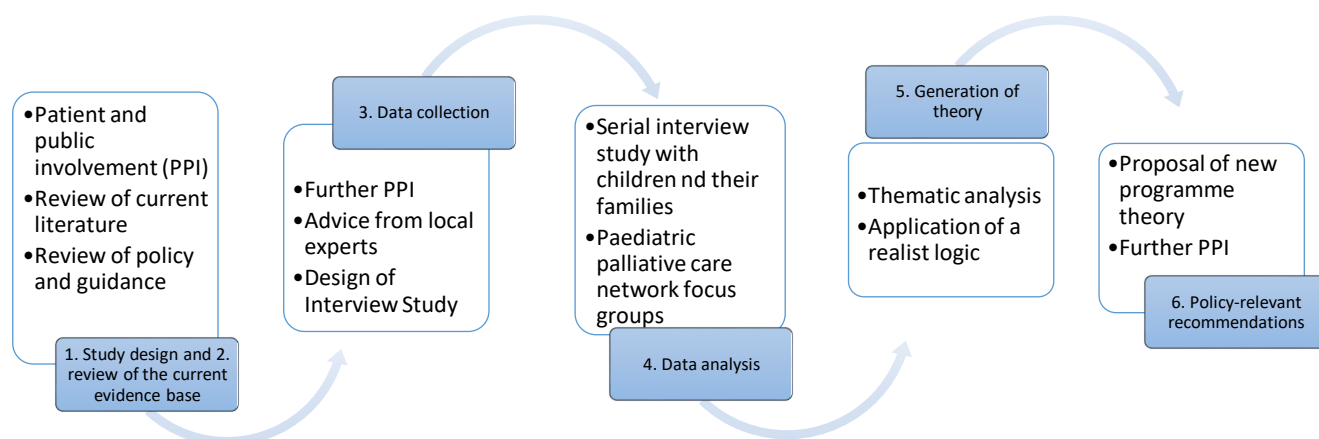 •Patient and
public
involvement (PPI)
•Review of current
literature
•Review of policy
and guidance
1. Study design and 2.
review of the current
evidence base
3. Data collection
•Further PPI
•Advice from local
experts
•Design of
Interview Study
•Serial interview
study with
children nd their
families
•Paediatric
palliative care
network focus
groups
4. Data analysis
5. Generation of
theory
•Thematic analysis
•Application of a
realist logic
•Proposal of new
programme
theory
•Further PPI
6. Policy-relevant
recommendations